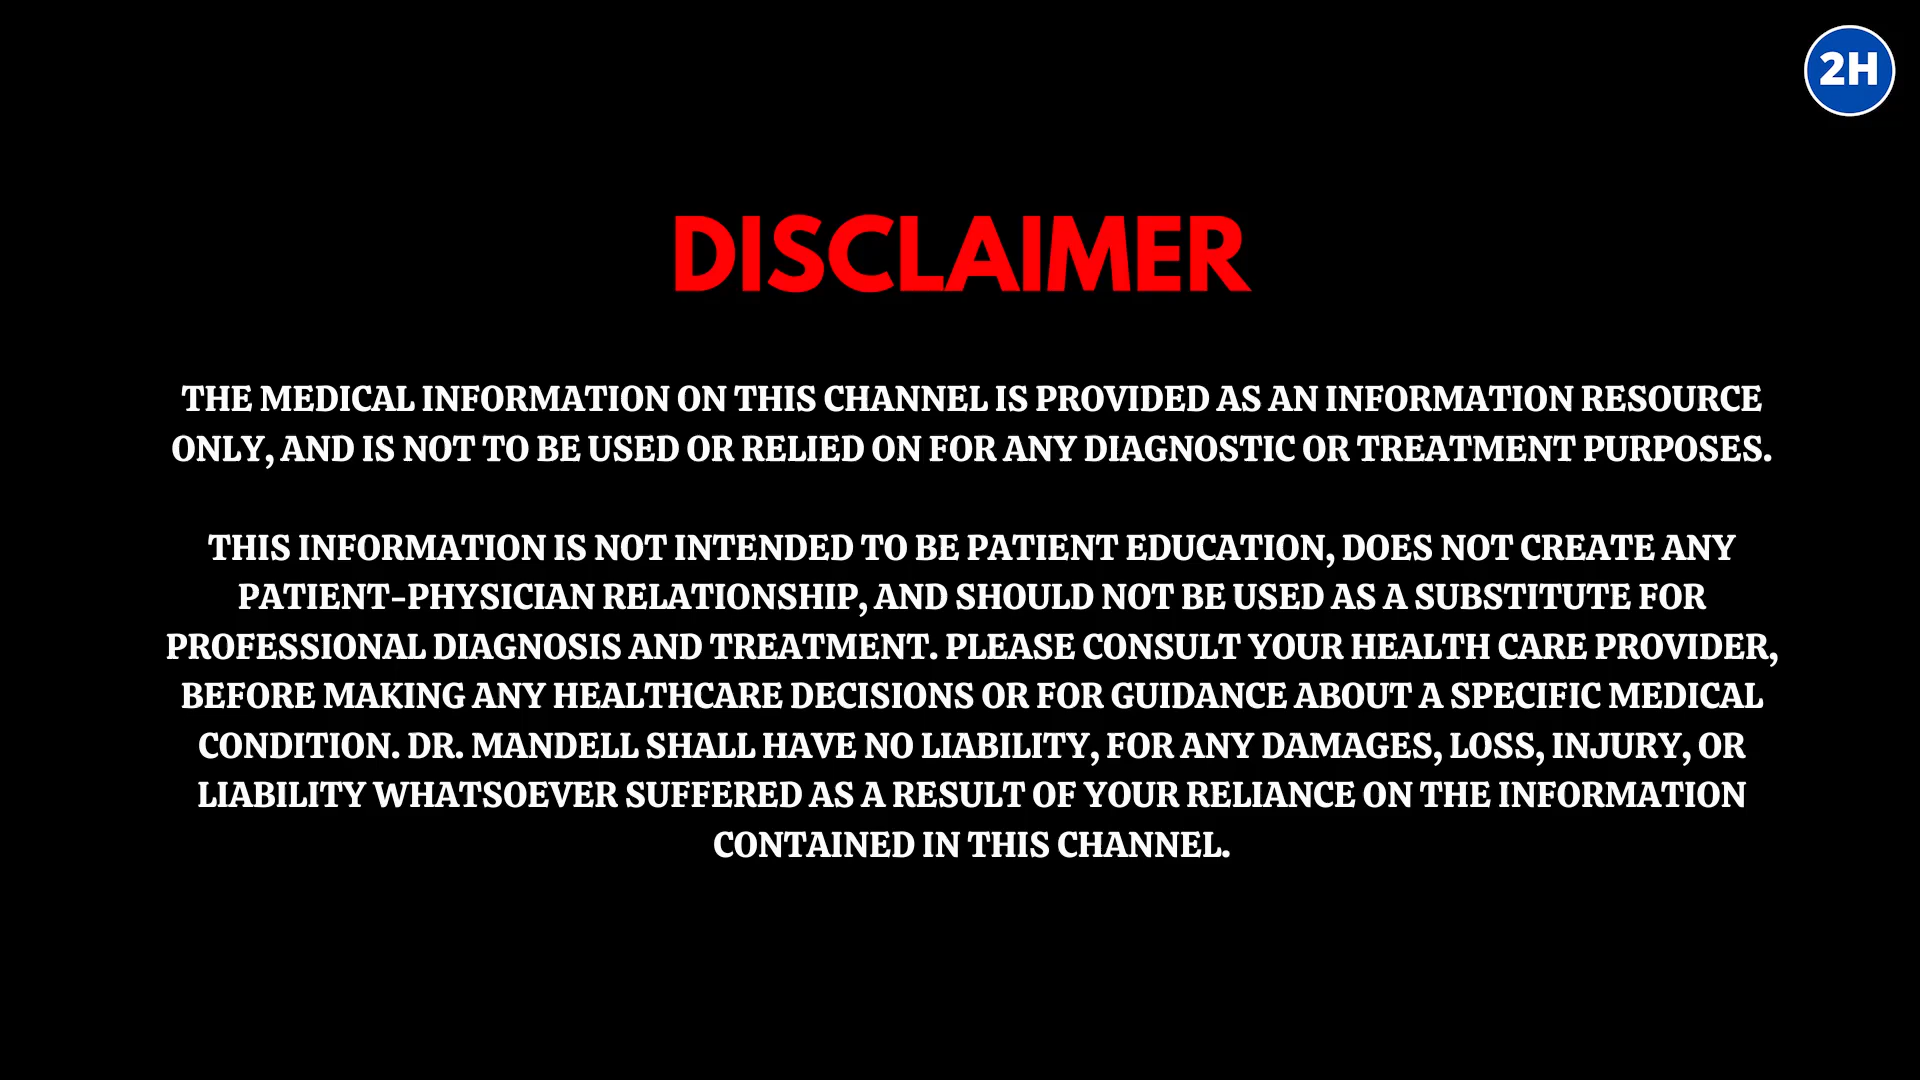 2H
DISCLAIMER
THE MEDICAL INFORMATION ON THIS CHANNEL IS PROVIDED AS AN INFORMATION RESOURCE
ONLY, AND IS NOT TO BE USED OR RELIED ON FOR ANY DIAGNOSTIC OR TREATMENT PURPOSES.
THIS INFORMATION IS NOT INTENDED TO BE PATIENT EDUCATION, DOES NOT CREATE ANY
PATIENT-PHYSICIAN RELATIONSHIP, AND SHOULD NOT BE USED AS A SUBSTITUTE FOR
PROFESSIONAL DIAGNOSIS AND TREATMENT. PLEASE CONSULT YOUR HEALTH CARE PROVIDER,
BEFORE MAKING ANY HEALTHCARE DECISIONS OR FOR GUIDANCE ABOUT A SPECIFIC MEDICAL
CONDITION. DR. MANDELL SHALL HAVE NO LIABILITY, FOR ANY DAMAGES, LOSS, INJURY, OR
LIABILITY WHATSOEVER SUFFERED AS A RESULT OF YOUR RELIANCE ON THE INFORMATION
CONTAINED IN THIS CHANNEL.